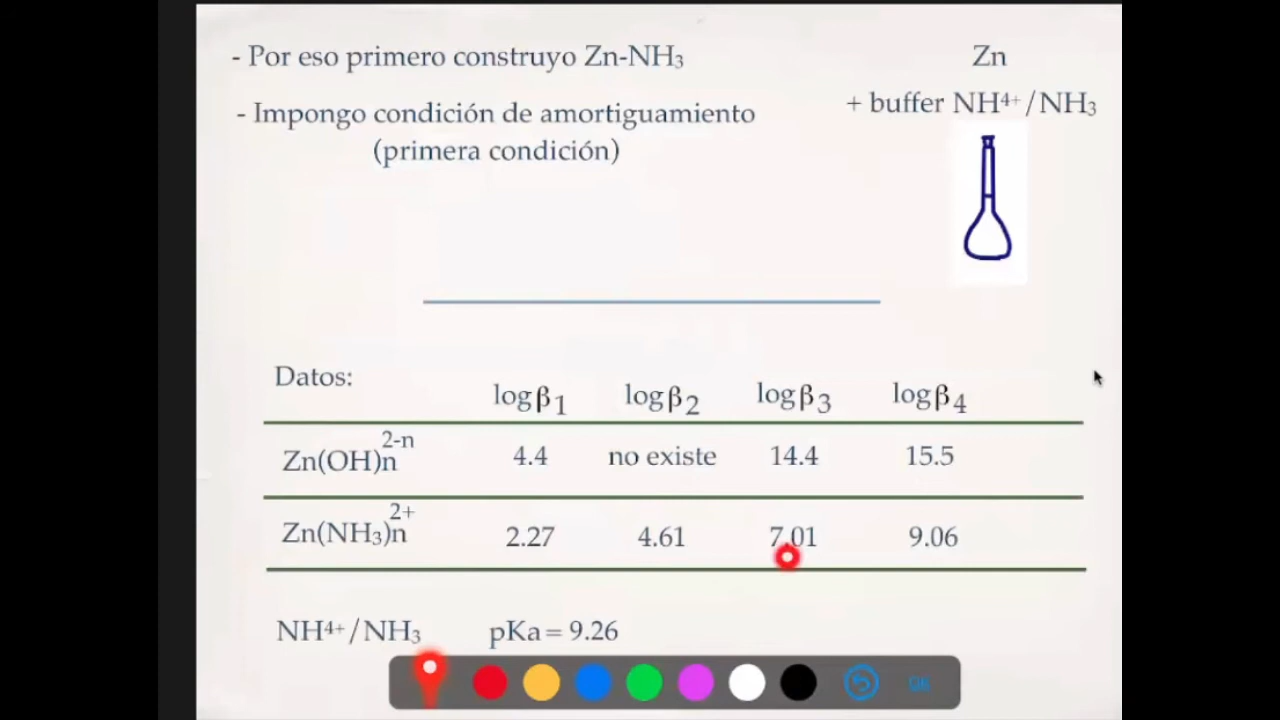 - Por eso primero construyo Zn-NH₃
Zn
- Impongo condición de amortiguamiento
(primera condición)
+ buffer NH⁴⁺/NH₃
Datos:
logβ₁ logβ₂ logβ₃ logβ₄
Zn(OH)n²⁻ⁿ 4.4 no existe 14.4 15.5
Zn(NH₃)n²⁺ 2.27 4.61 7.01 9.06
NH⁴⁺/NH₃ pKa = 9.26